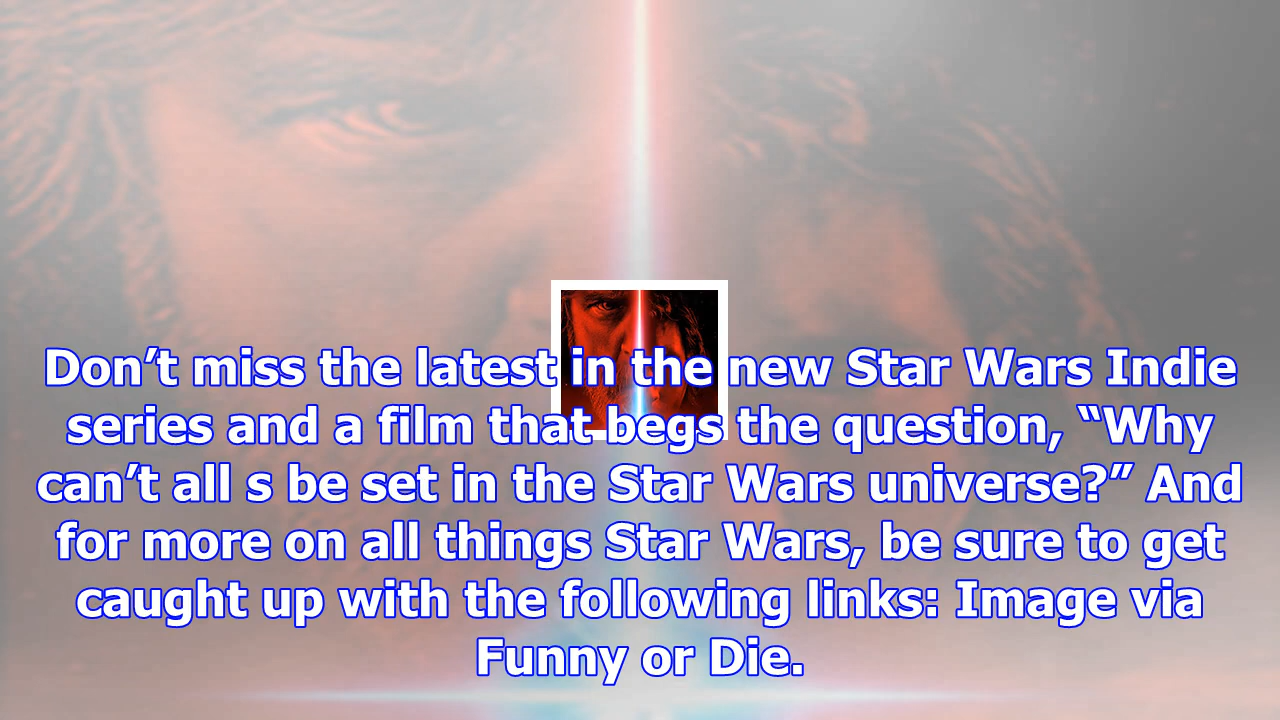 Don’t miss the latest in the new Star Wars Indie
series and a film that begs the question, “Why
can’t all s be set in the Star Wars universe?” And
for more on all things Star Wars, be sure to get
caught up with the following links: Image via
Funny or Die.